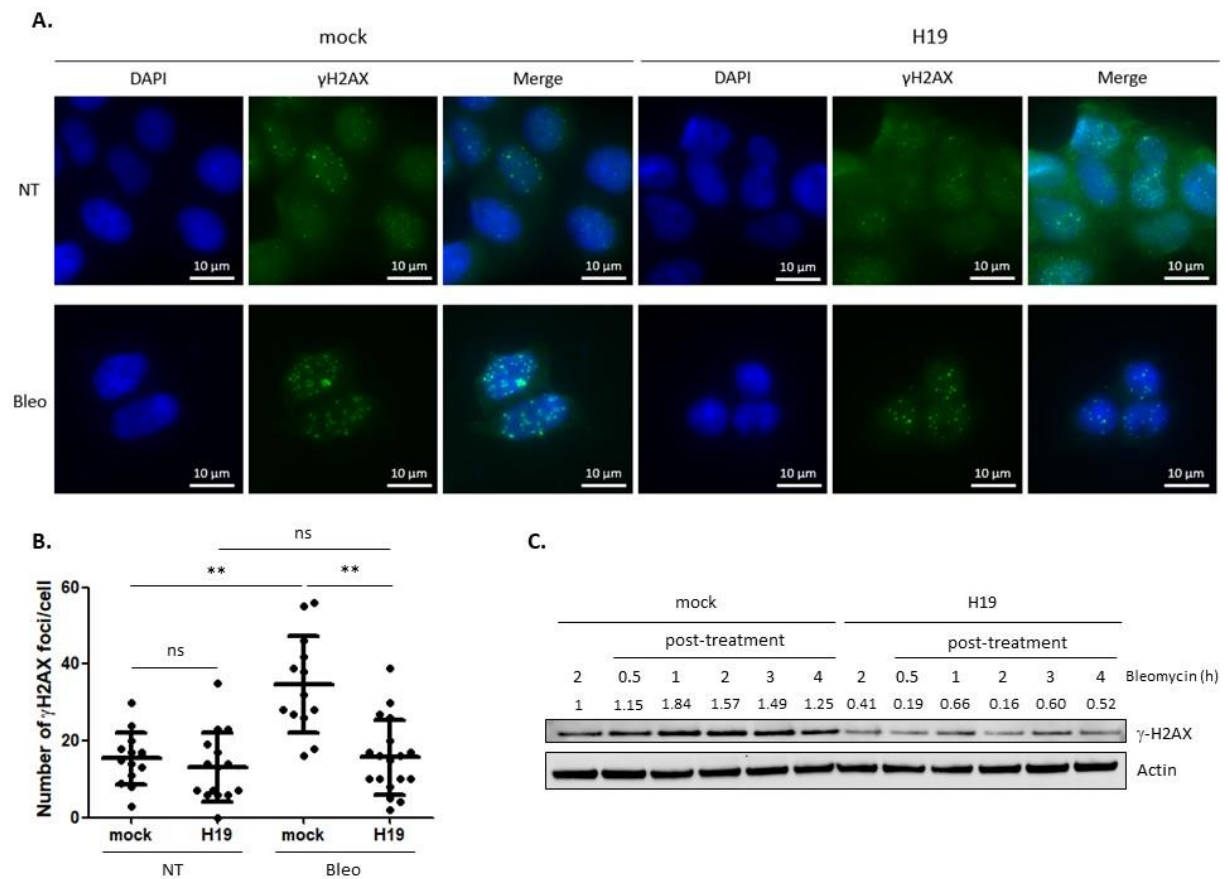 A.
mock H19
DAPI γH2AX Merge DAPI γH2AX Merge
NT
10 µm 10 µm 10 µm 10 µm 10 µm 10 µm
Bleo
10 µm 10 µm 10 µm 10 µm 10 µm 10 µm
B.
ns
** **
ns
Number of γH2AX foci/cell
60
40
20
0
mock H19 mock H19
NT Bleo
C.
mock H19
post-treatment post-treatment
2 0.5 1 2 3 4 2 0.5 1 2 3 4 Bleomycin (h)
1 1.15 1.84 1.57 1.49 1.25 0.41 0.19 0.66 0.16 0.60 0.52
γ-H2AX
Actin